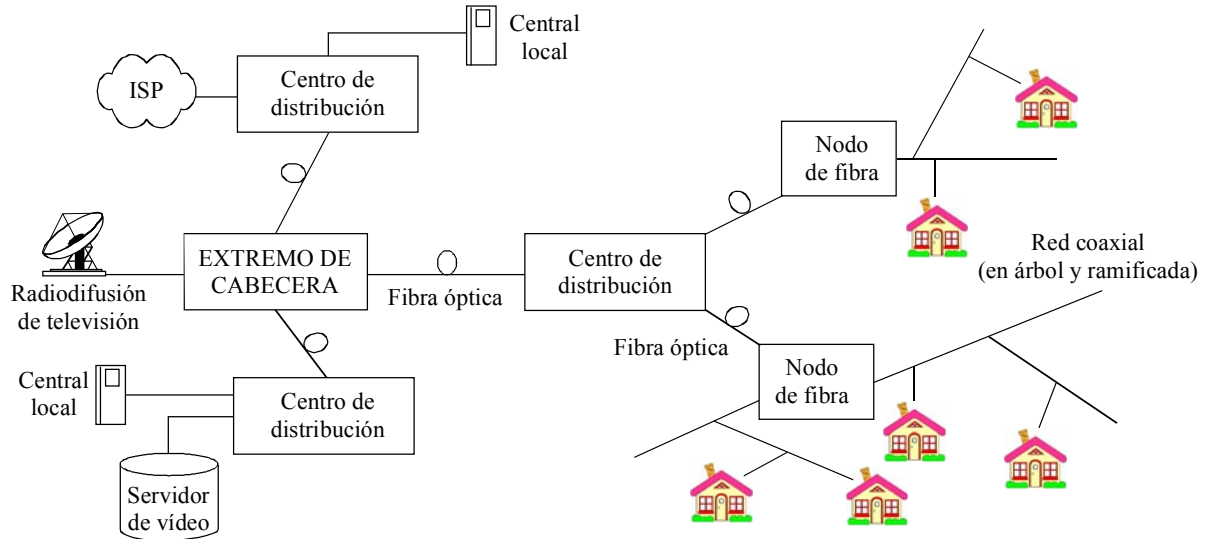 Central
local
ISP
Centro de
distribución
Nodo
de fibra
Red coaxial
(en árbol y ramificada)
EXTREMO DE
CABECERA
Centro de
distribución
Radiodifusión
de televisión
Fibra óptica
Fibra óptica
Nodo
de fibra
Central
local
Centro de
distribución
Servidor
de vídeo